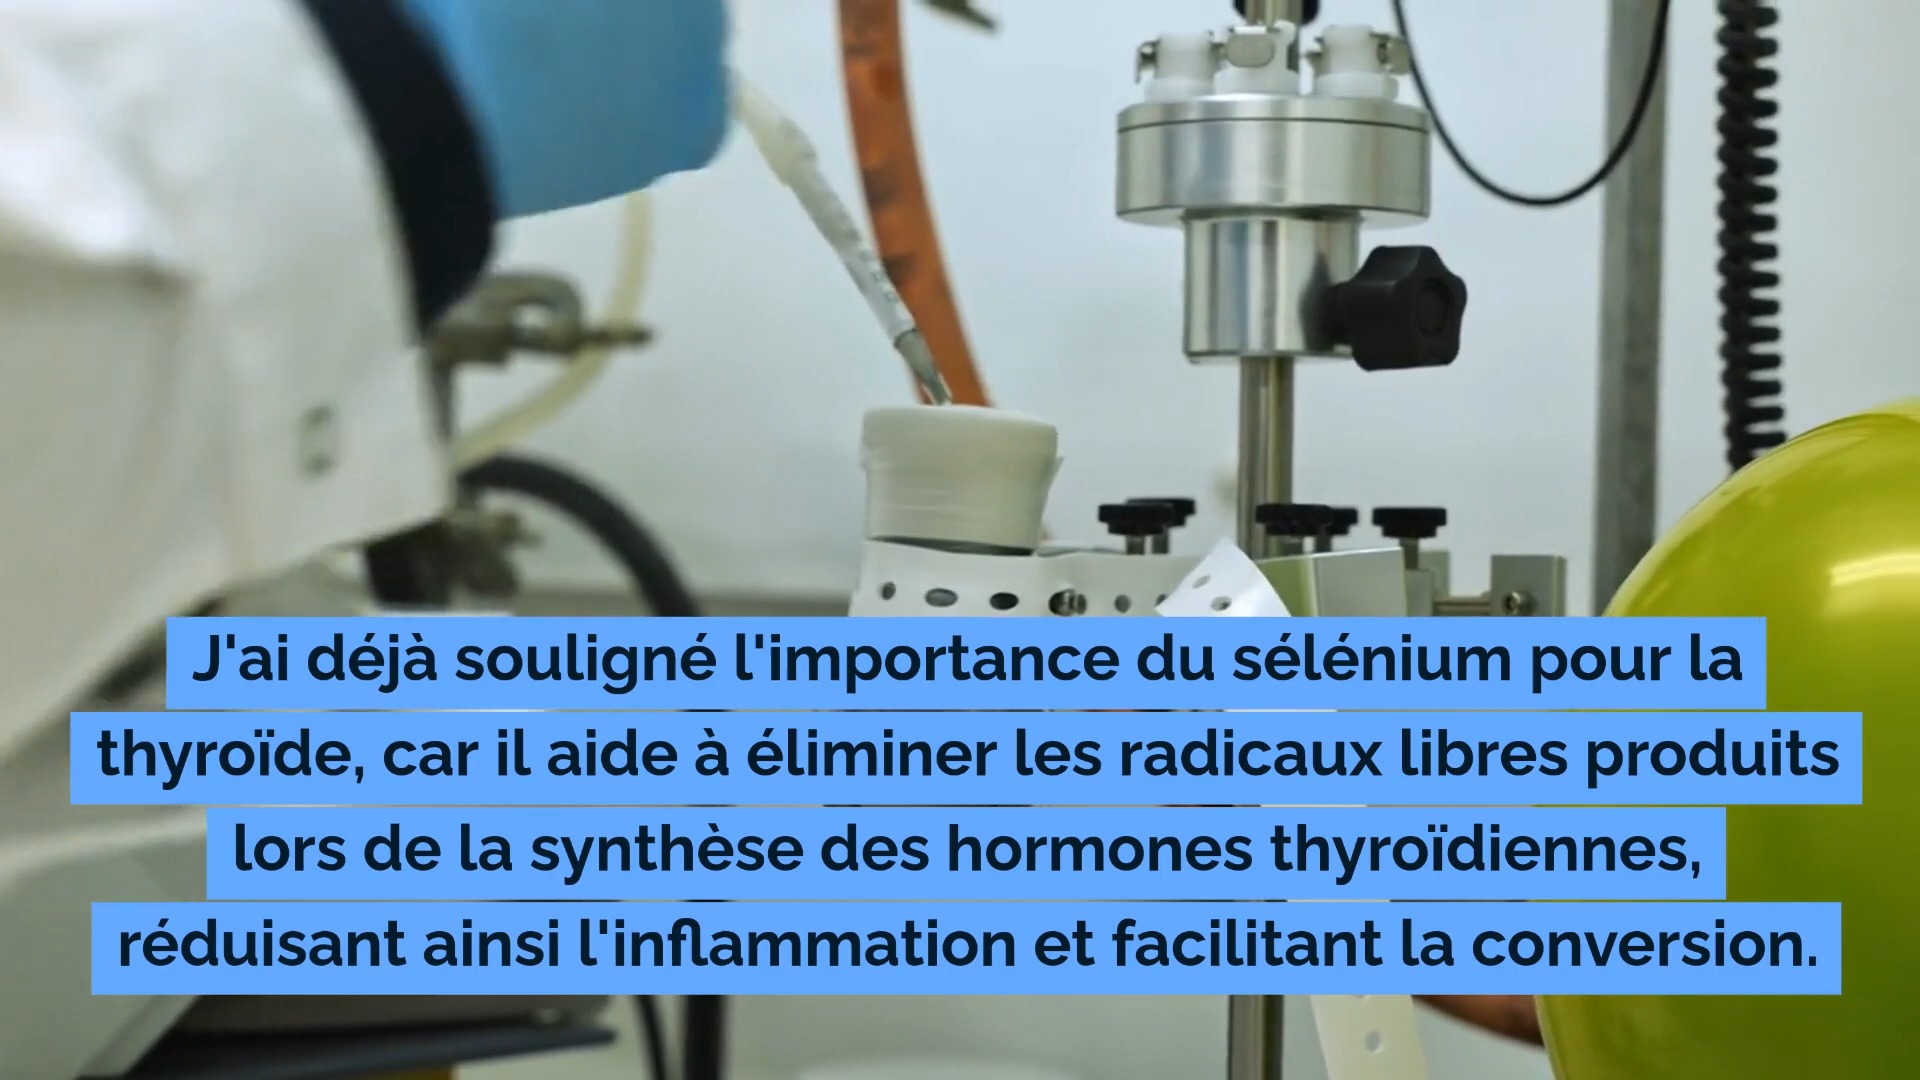 J'ai déjà souligné l'importance du sélénium pour la
thyroïde, car il aide à éliminer les radicaux libres produits
lors de la synthèse des hormones thyroïdiennes,
réduisant ainsi l'inflammation et facilitant la conversion.